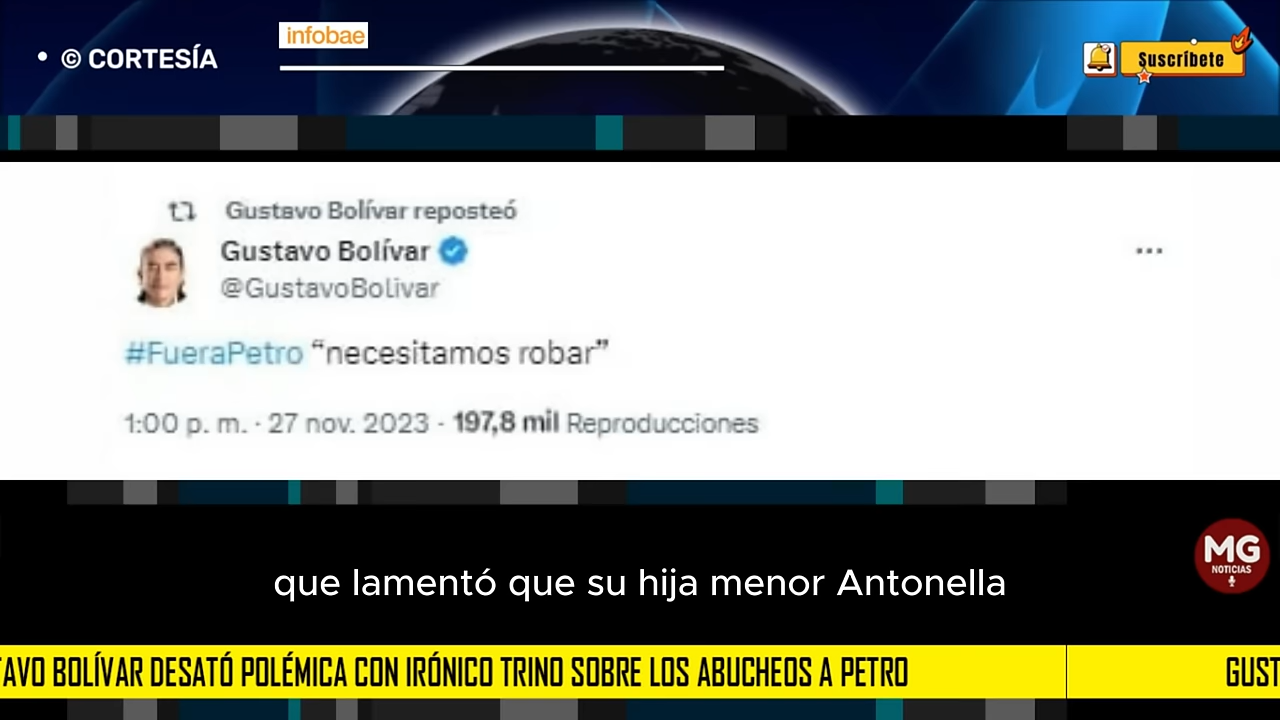 • © CORTESÍA
infobae
Suscríbete
Gustavo Bolívar reposteó
Gustavo Bolívar
@GustavoBolivar
...
#FueraPetro “necesitamos robar”
1:00 p. m. · 27 nov. 2023 · 197,8 mil Reproducciones
MG
NOTICIAS
que lamentó que su hija menor Antonella
TAVO BOLÍVAR DESATÓ POLÉMICA CON IRÓNICO TRINO SOBRE LOS ABUCHEOS A PETRO
GUST